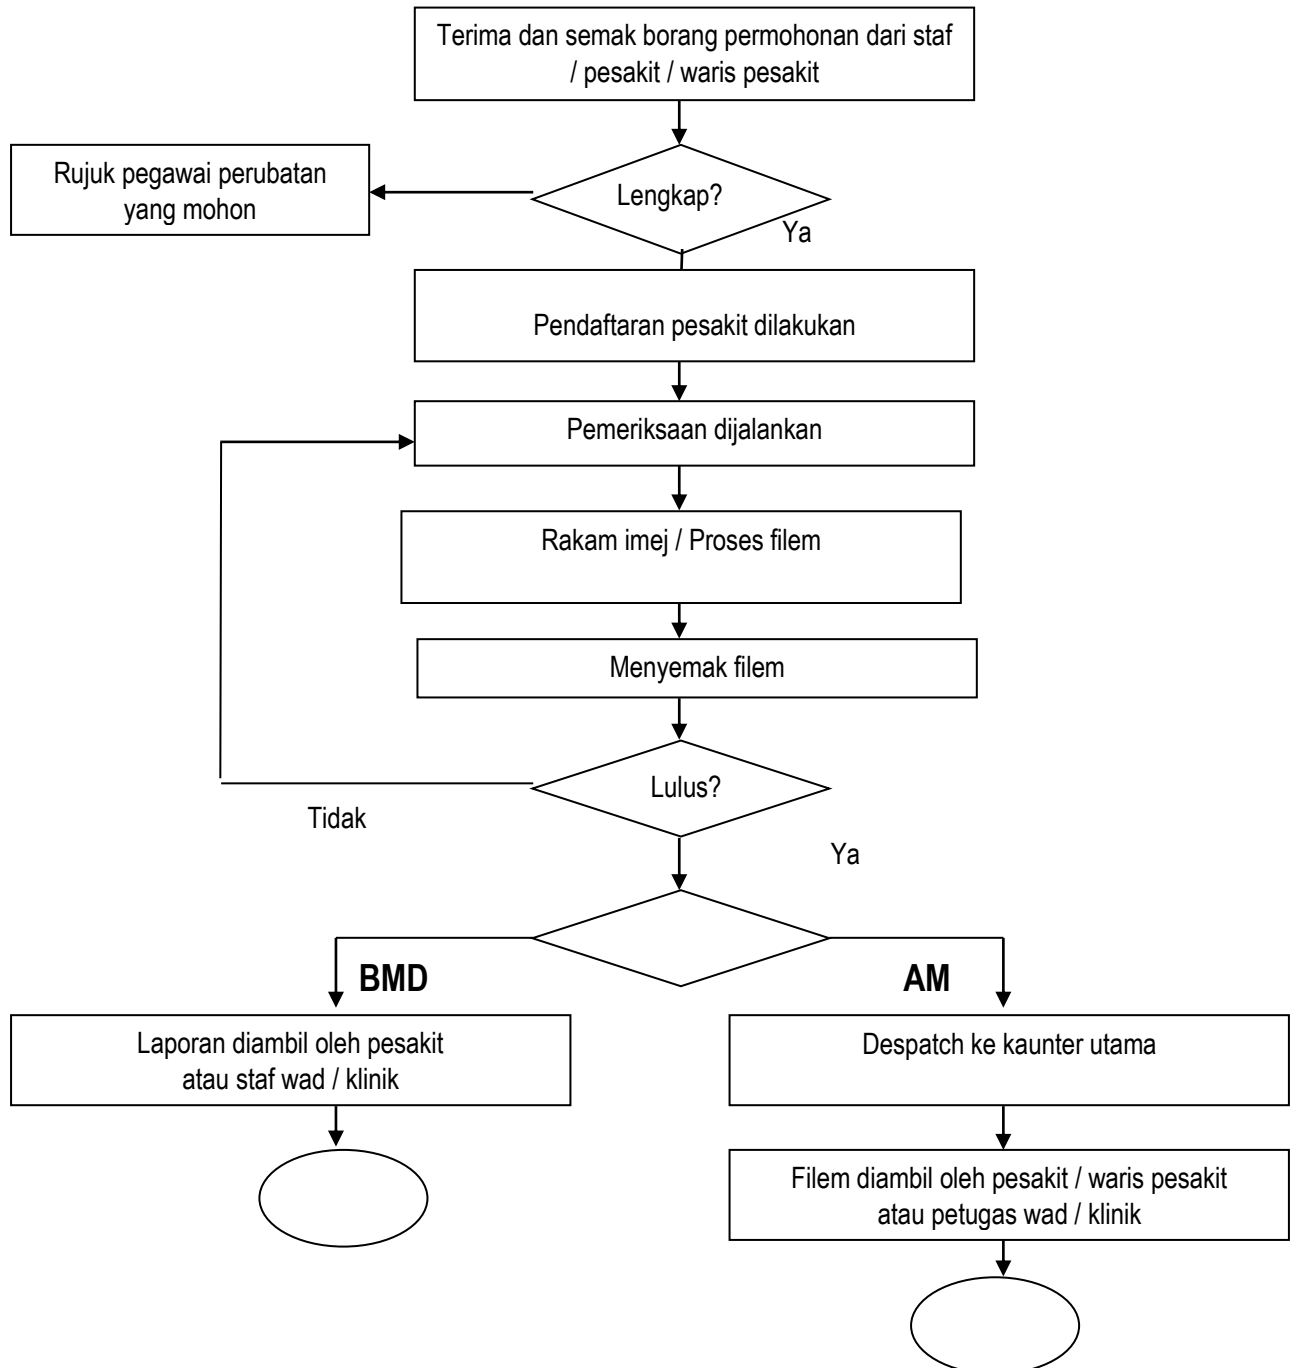 Terima dan semak borang permohonan dari staf
/ pesakit / waris pesakit
Rujuk pegawai perubatan
yang mohon
Lengkap?
Ya
Pendaftaran pesakit dilakukan
Pemeriksaan dijalankan
Rakam imej / Proses filem
Menyemak filem
Lulus?
Tidak
Ya
BMD
AM
Laporan diambil oleh pesakit
atau staf wad / klinik
Despatch ke kaunter utama
Filem diambil oleh pesakit / waris pesakit
atau petugas wad / klinik